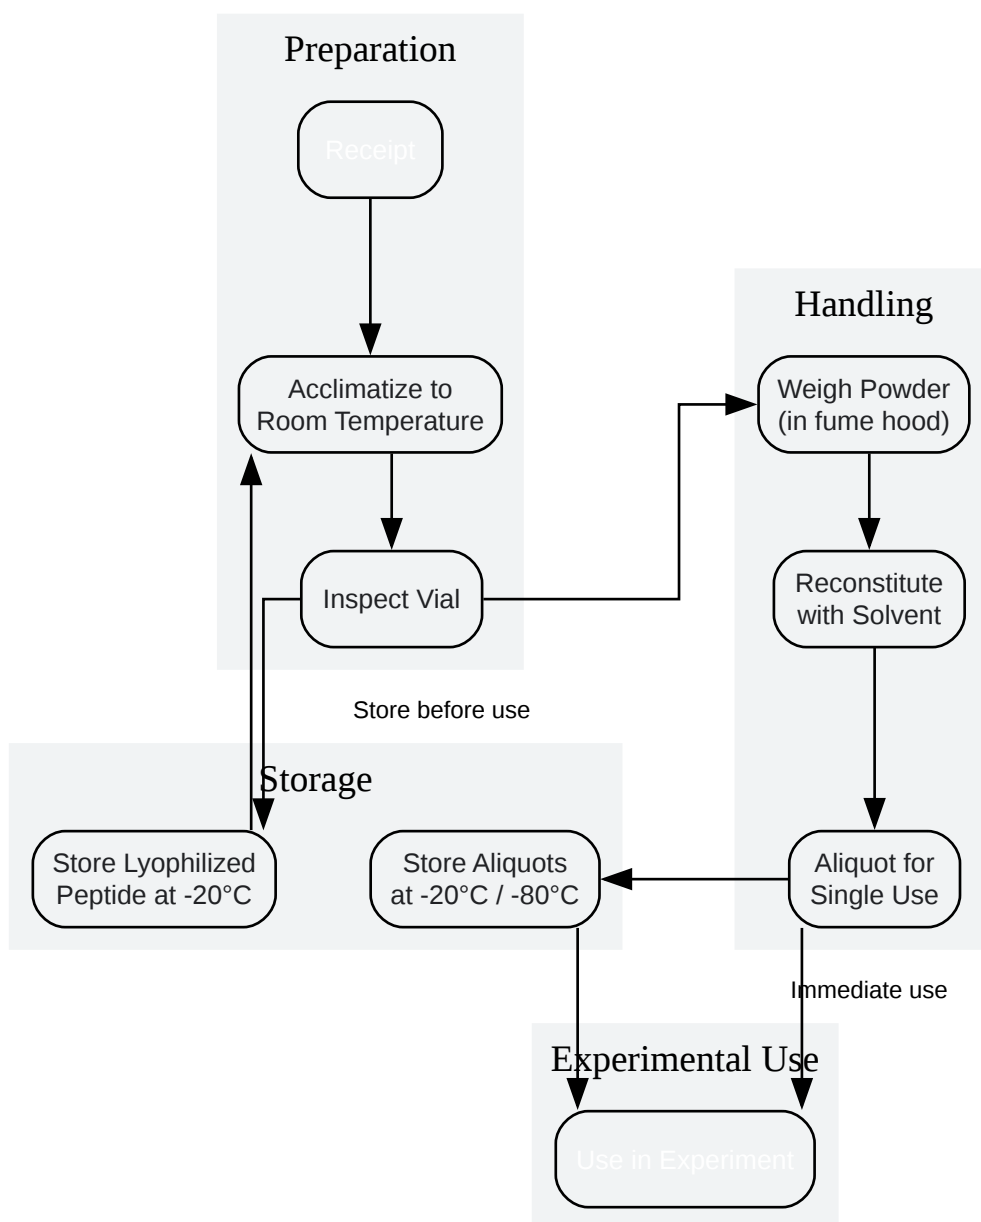 Preparation
Receipt
Acclimatize to
Room Temperature
Inspect Vial
Handling
Weigh Powder
(in fume hood)
Reconstitute
with Solvent
Aliquot for
Single Use
Store before use
Storage
Store Lyophilized
Peptide at -20°C
Store Aliquots
at -20°C / -80°C
Immediate use
Experimental Use
Use in Experiment